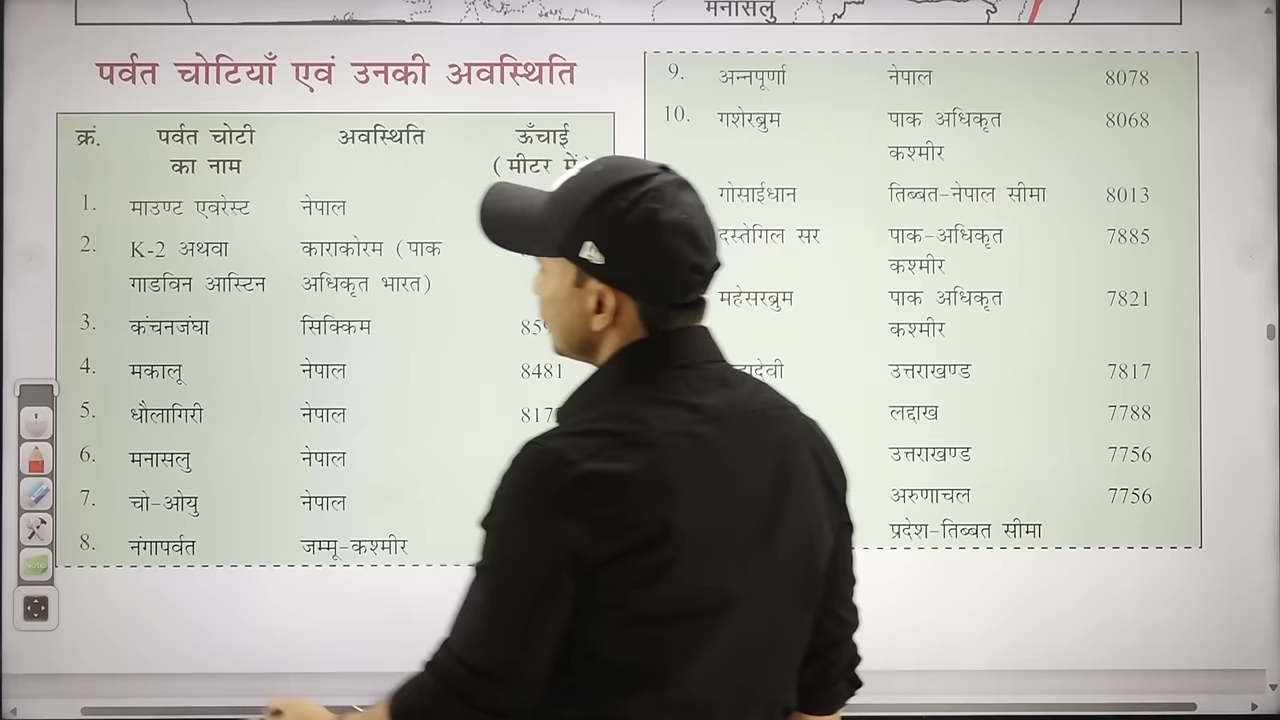 मनासलु
पर्वत चोटियाँ एवं उनकी अवस्थिति
क्रं. पर्वत चोटी अवस्थिति ऊँचाई
का नाम (मीटर
1. माउण्ट एवरेस्ट नेपाल
2. K-2 अथवा काराकोरम (पाक
गाडविन आस्टिन अधिकृत भारत)
3. कंचनजंघा सिक्किम
4. मकालू नेपाल 8481
5. धौलागिरी नेपाल
6. मनासलु नेपाल
7. चो-ओयु नेपाल
8. नंगापर्वत जम्मू-कश्मीर
9. अन्नपूर्णा नेपाल 8078
10. गशेरब्रुम पाक अधिकृत 8068
कश्मीर
गोसाईधान तिब्बत-नेपाल सीमा 8013
दस्तेगिल सर पाक-अधिकृत 7885
कश्मीर
महेसरब्रुम पाक अधिकृत 7821
कश्मीर
उत्तराखण्ड 7817
लद्दाख 7788
उत्तराखण्ड 7756
अरुणाचल 7756
प्रदेश-तिब्बत सीमा
Note